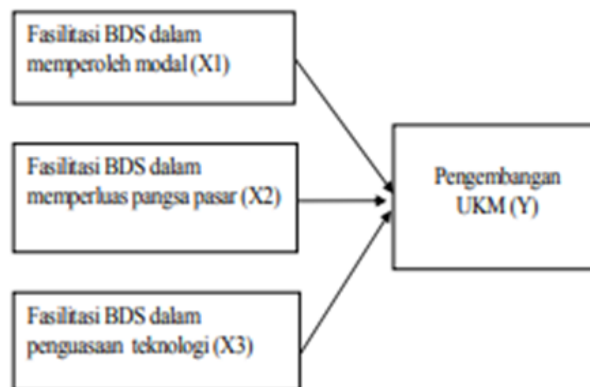 Fasilitasi BDS dalam
memperoleh modal (X1)
Fasilitasi BDS dalam
memperluas pangsa pasar (X2)
Pengembangan
UKM (Y)
Fasilitasi BDS dalam
penguasaan teknologi (X3)